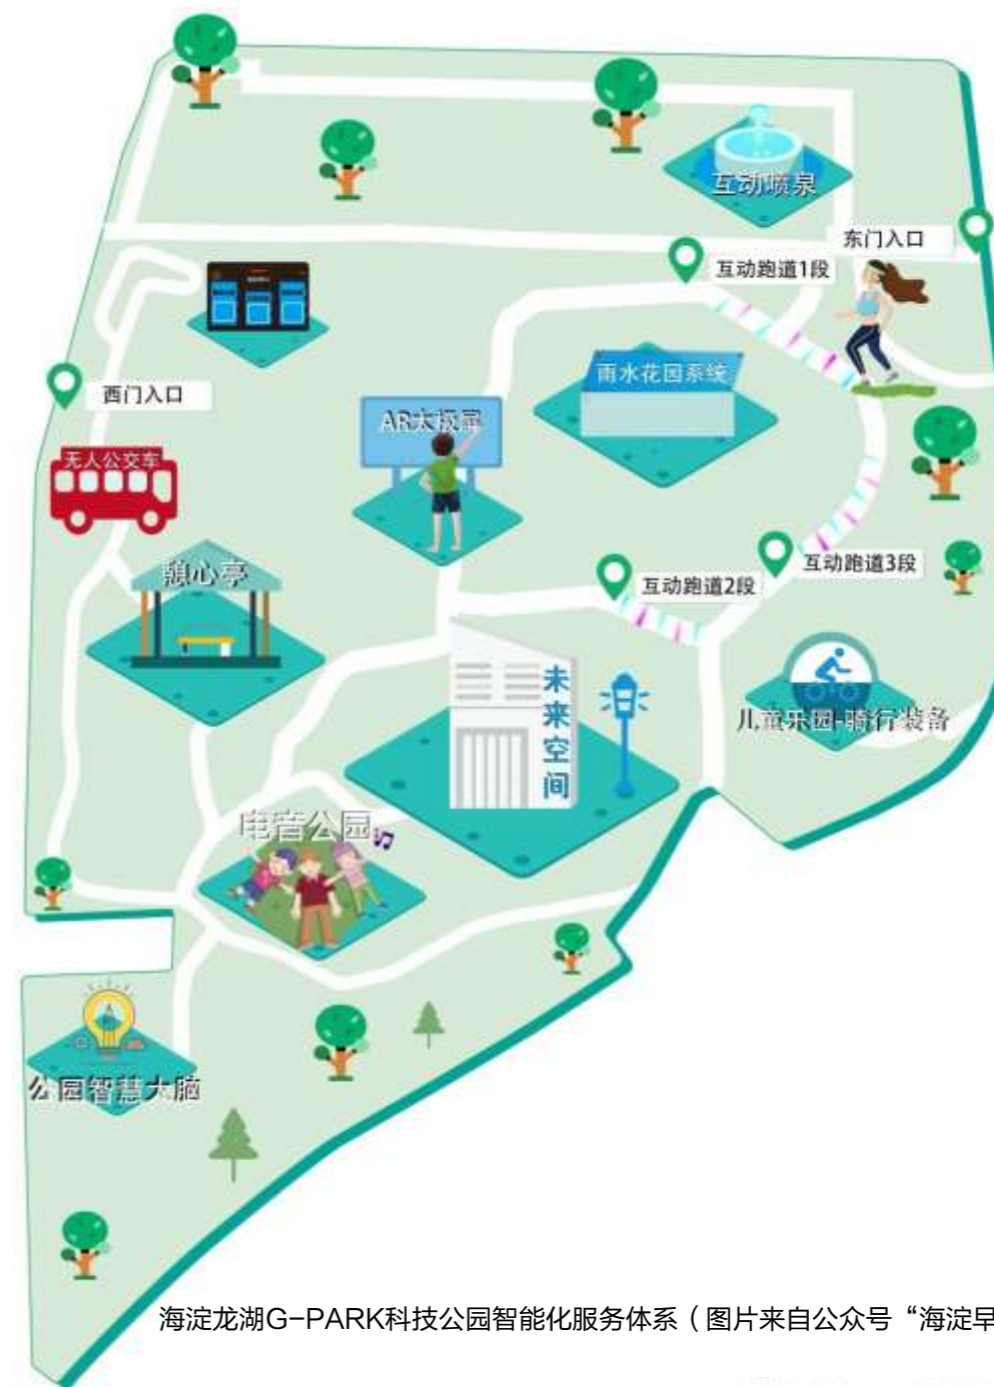 互动喷泉
东门入口
互动跑道1段
雨水花园系统
西门入口
AR太极屏
无人公交车
憩心亭
互动跑道3段
互动跑道2段
未来空间
儿童乐园-骑行装备
电音公园
公园智慧大脑
海淀龙湖G-PARK科技公园智能化服务体系（图片来自公众号“海淀早